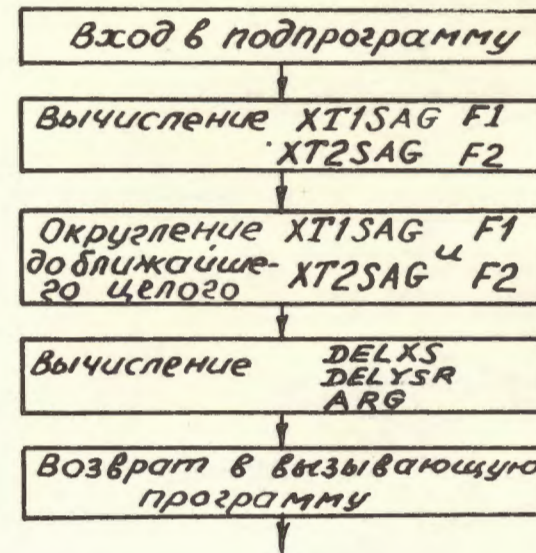 Вход в подпрограмму
Вычисление XT1SAG F1
XT2SAG F2
Округление XT1SAG F1
до ближайше- XT2SAG и F2
го целого
Вычисление DELXS
DELYSR
ARG
Возврат в вызывающую
программу